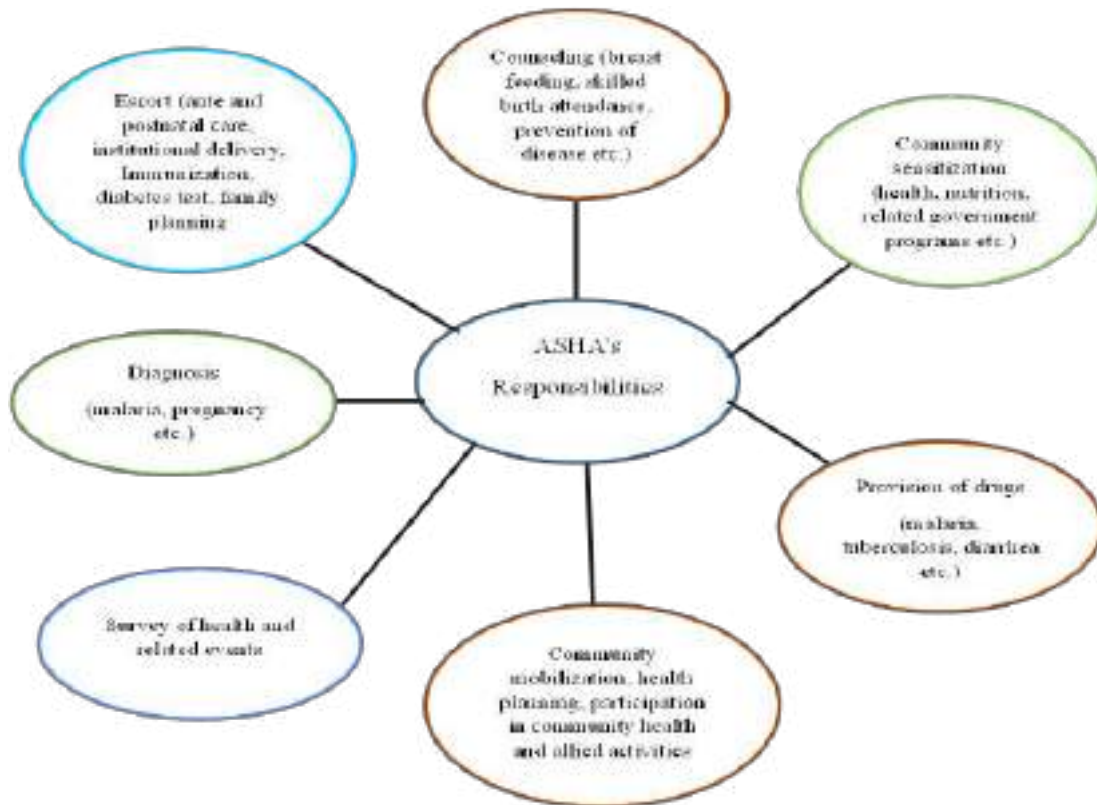 Counseling (breast
feeding, skilled
birth attendance,
prevention of
disease etc.)
Escort (ante and
postnatal care,
institutional delivery,
Immunization,
diabetes test, family
planning
Community
sensitization
(health, nutrition,
related government
programs etc.)
ASHA's
Responsibilities
Diagnosis
(malaria, pregnancy
etc.)
Provision of drugs
(malaria,
tuberculosis, diarrhea
etc.)
Survey of health and
related events
Community
mobilization, health
planning, participation
in community health
and allied activities